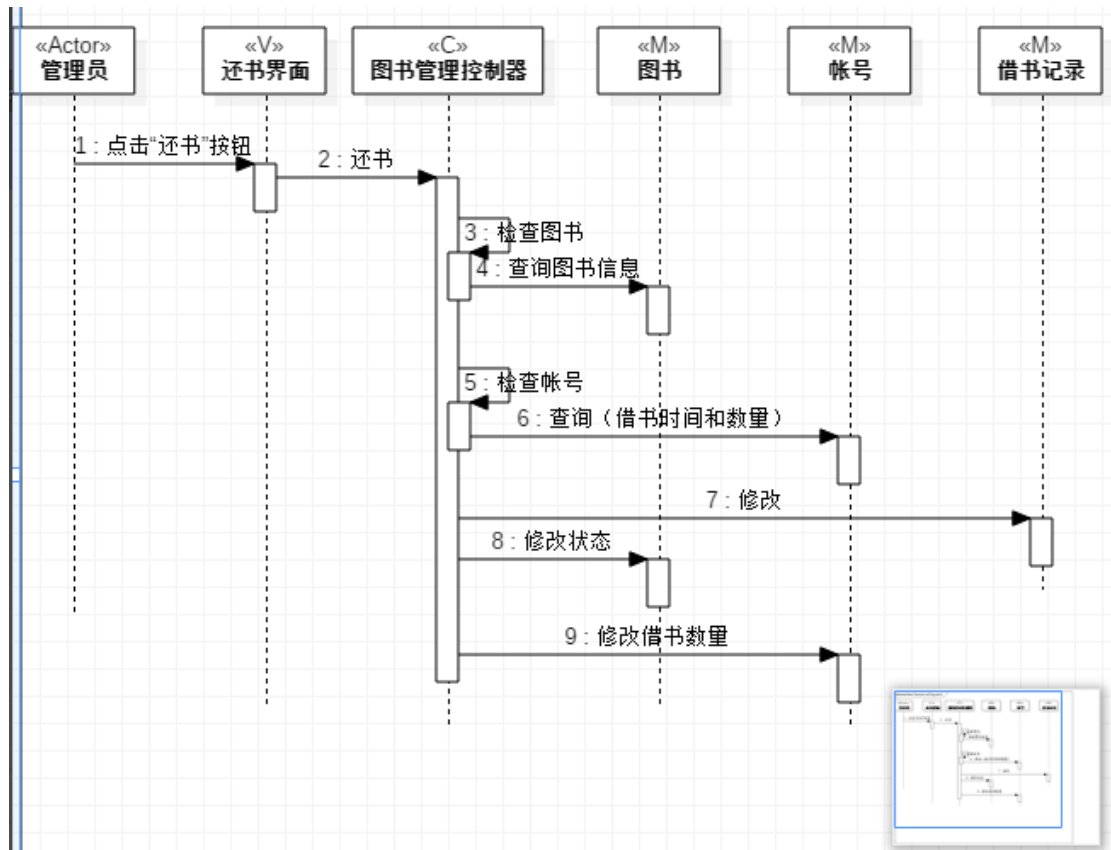 «Actor»
管理员
«V»
还书界面
«C»
图书管理控制器
«M»
图书
«M»
帐号
«M»
借书记录
1 : 点击“还书”按钮
2 : 还书
3 : 检查图书
4 : 查询图书信息
5 : 检查帐号
6 : 查询（借书时间和数量）
7 : 修改
8 : 修改状态
9 : 修改借书数量